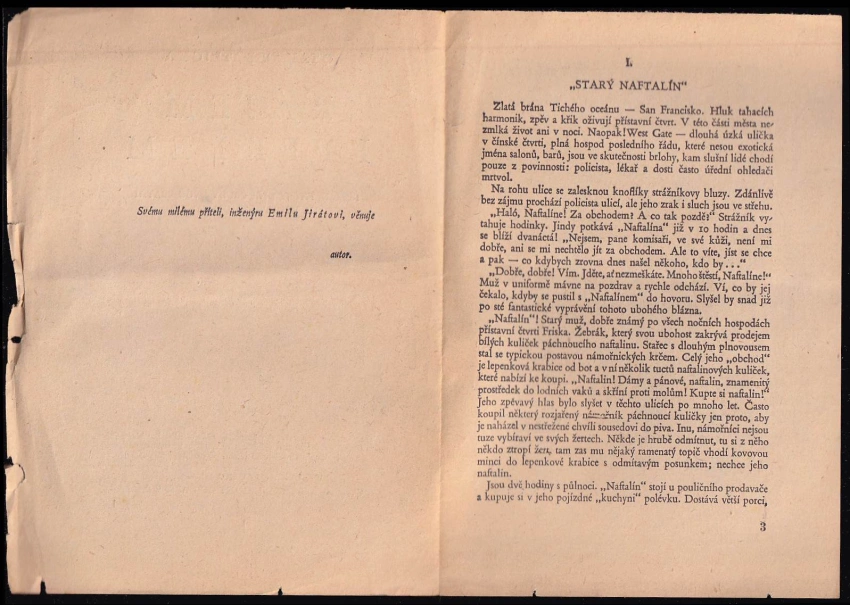 Svému milému příteli, inženýru Emilu Jirátovi, věnuje
autor.
I.
„STARÝ NAFTALÍN“
Zlatá brána Tichého oceánu — San Francisko. Hluk tahacích
harmonik, zpěv a křik oživují přístavní čtvrt. V této části města ne-
zmlká život ani v noci. Naopak! West Gate — dlouhá úzká ulička
v čínské čtvrti, plná hospod posledního řádu, které nesou exotická
jména salonů, barů, jsou ve skutečnosti brlohy, kam slušní lidé chodí
pouze z povinnosti: policista, lékař a dosti často úřední ohledači
mrtvol.
Na rohu ulice se zalesknou knoflíky strážníkovy bluzy. Zdánlivě
bez zájmu prochází policista ulicí, ale jeho zrak i sluch jsou ve střehu.
„Haló, Naftalíne! Za obchodem! A co tak pozdě!“ Strážník vy-
tahuje hodinky. Jindy potkává „Naftalína“ již v 10 hodin a dnes
se blíží dvanáctá! „Nejsem, pane komisaři, ve své kůži, není mi
dobře, ani se mi nechtělo jít za obchodem. Ale to víte, jíst se chce
a pak — co kdybych zrovna dnes našel někoho, kdo by . . .“
„Dobře, dobře! Vím. Jděte, ať nezmeškáte. Mnoho štěstí, Naftalíne!“
Muž v uniformě mávne na pozdrav a rychle odchází. Ví, co by jej
čekalo, kdyby se pustil s „Naftalínem“ do hovoru. Slyšel by snad již
po sté fantastické vyprávění tohoto ubohého blázna.
„Naftalín“! Starý muž, dobře známý po všech nočních hospodách
přístavní čtvrti Friska. Žebrák, který svou ubohost zakrývá prodejem
bílých kuliček páchnoucího naftalinu. Stařec s dlouhým plnovousem
stal se typickou postavou námořnických krčem. Celý jeho „obchod“
je lepenková krabice od bot a v ní několik tuctů naftalinových kuliček,
které nabízí ke koupi. „Naftalin! Dámy a pánové, naftalin, znamenitý
prostředek do lodních vaků a skříní proti molům! Kupte si naftalin!“
Jeho zpěvavý hlas bylo slyšet v těchto ulicích po mnoho let. Často
koupil některý rozjařený námořník páchnoucí kuličky jen proto, aby
je naházel v nestřežené chvíli sousedovi do piva. Inu, námořníci nejsou
tuze vybíraví ve svých žertech. Někde je hrubě odmítnut, tu si z něho
někdo ztropí žert, tam zas mu nějaký ramenatý topič vhodí kovovou
minci do lepenkové krabice s odmítavým posunkem; nechce jeho
naftalin.
Jsou dvě hodiny s půlnoci. „Naftalín“ stojí u pouličního prodavače
a kupuje si v jeho pojízdné „kuchyni“ polévku. Dostává větší porci,
3